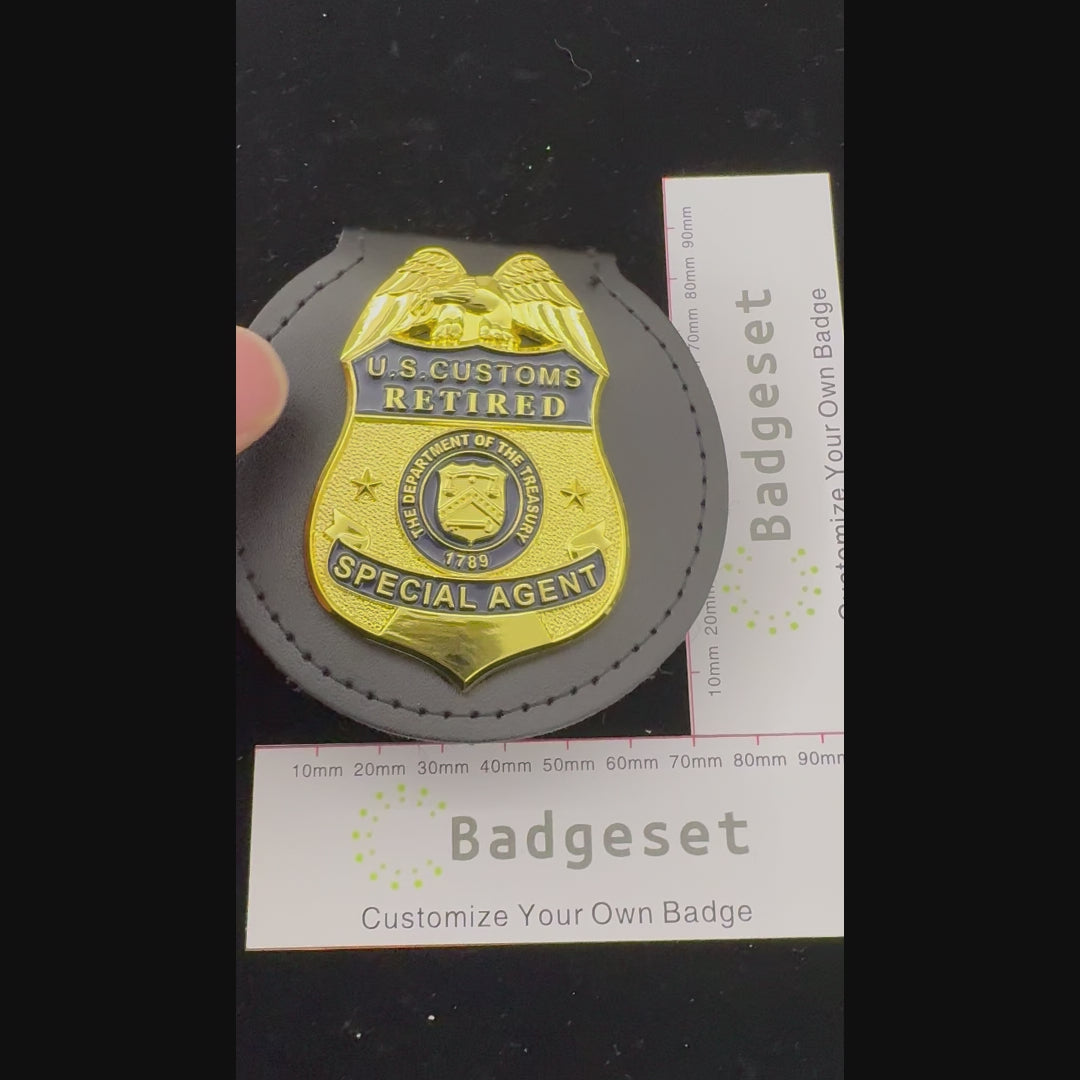 U.S.CUSTOMS
RETIRED
THE DEPARTMENT OF THE TREASURY
1789
SPECIAL AGENT
10mm 20mm 70mm 80mm 90mm
Badgeset
Customize Your Own Badge
10mm 20mm 30mm 40mm 50mm 60mm 70mm 80mm 90mm
Badgeset
Customize Your Own Badge